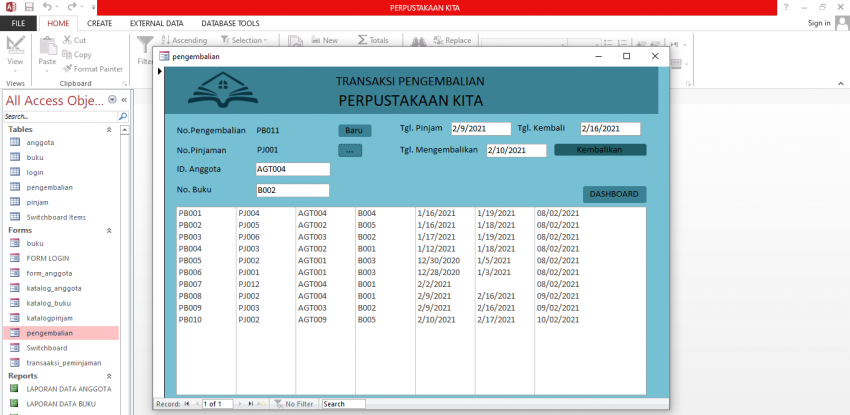 PERPUSTAKAAN KITA
Sign in
FILE HOME CREATE EXTERNAL DATA DATABASE TOOLS
View
Views
Paste
Cut
Copy
Format Painter
Clipboard
Filter
Ascending
Selection
New
Totals
Replace
All Access Obje...
Search...
Tables
anggota
buku
login
pengembalian
pinjam
Switchboard Items
Forms
buku
FORM LOGIN
form_anggota
katalog_anggota
katalog_buku
katalogpinjam
pengembalian
Switchboard
transaaksi_peminjaman
Reports
LAPORAN DATA ANGGOTA
LAPORAN DATA BUKU
pengembalian
TRANSAKSI PENGEMBALIAN
PERPUSTAKAAN KITA
No.Pengembalian PB011 Baru Tgl. Pinjam 2/9/2021 Tgl. Kembali 2/16/2021
No.Pinjaman PJ001 ... Tgl. Mengembalikan 2/10/2021 Kembalikan
ID. Anggota AGT004
No. Buku B002
DASHBOARD
PB001 PJ004 AGT004 B004 1/16/2021 1/19/2021 08/02/2021
PB002 PJ005 AGT002 B005 1/16/2021 1/18/2021 08/02/2021
PB003 PJ006 AGT003 B002 1/17/2021 1/19/2021 08/02/2021
PB004 PJ003 AGT002 B001 1/12/2021 1/18/2021 08/02/2021
PB005 PJ002 AGT001 B003 12/30/2020 1/5/2021 08/02/2021
PB006 PJ001 AGT001 B003 12/28/2020 1/3/2021 08/02/2021
PB007 PJ012 AGT004 B001 2/2/2021 08/02/2021
PB008 PJ002 AGT004 B001 2/9/2021 2/16/2021 09/02/2021
PB009 PJ003 AGT003 B002 2/9/2021 2/16/2021 09/02/2021
PB010 PJ002 AGT009 B005 2/10/2021 2/17/2021 10/02/2021
Record: 1 of 1 No Filter Search